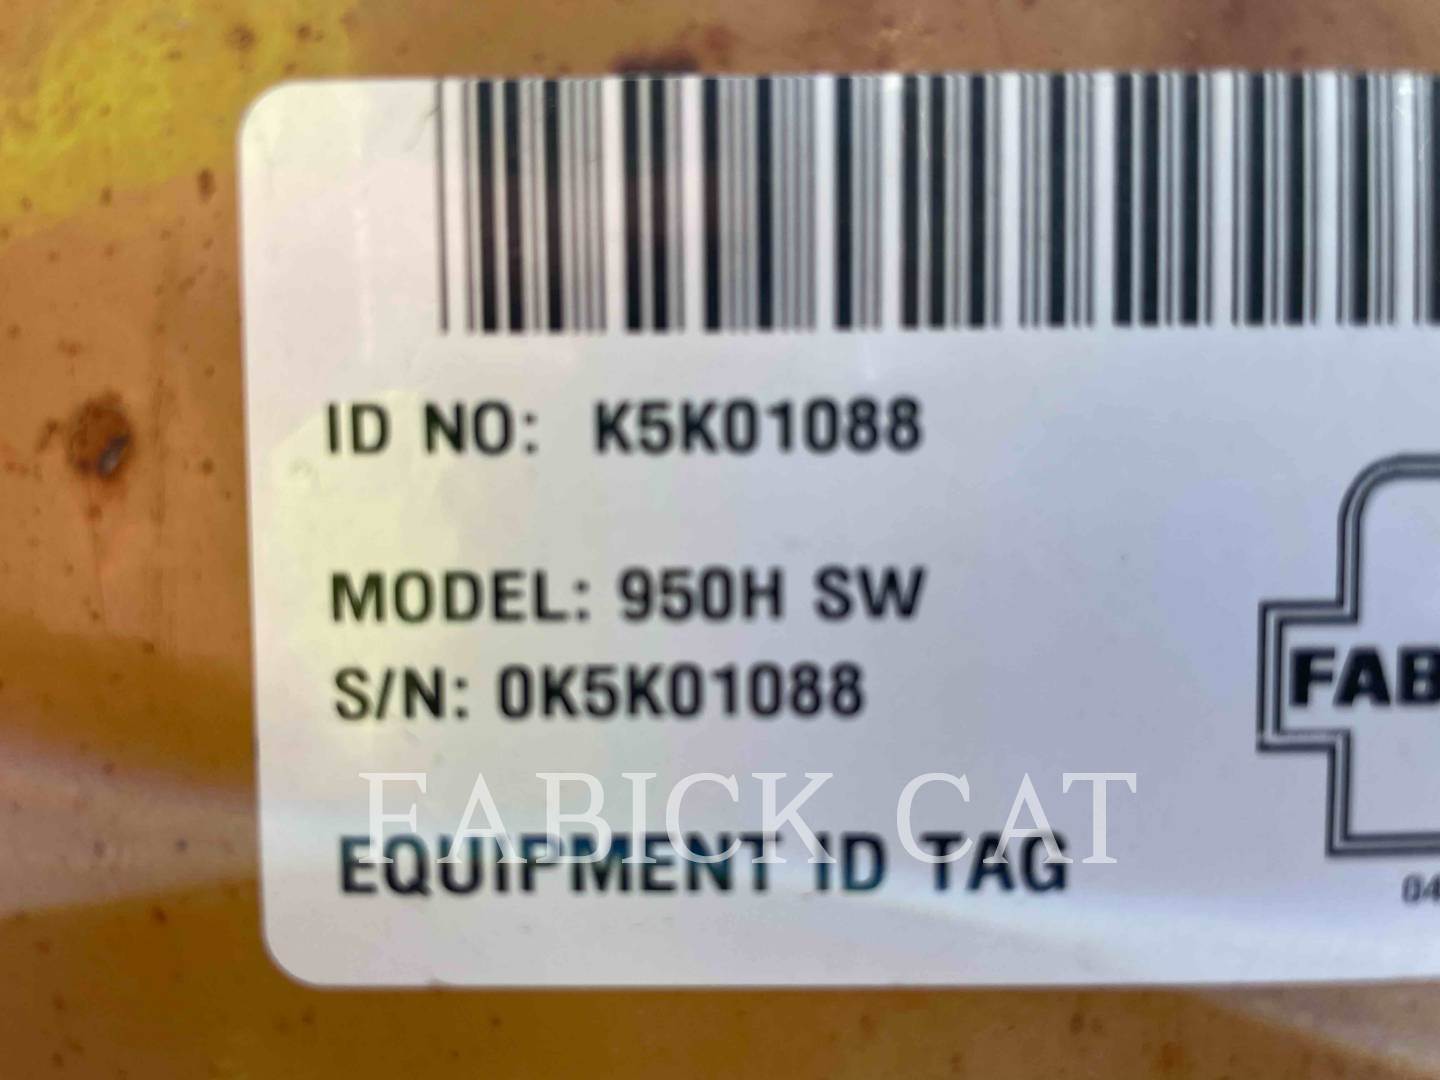 ID NO: K5K01088
MODEL: 950H SW
S/N: 0K5K01088
FAB
FABICK CAT
EQUIPMENT ID TAG
04